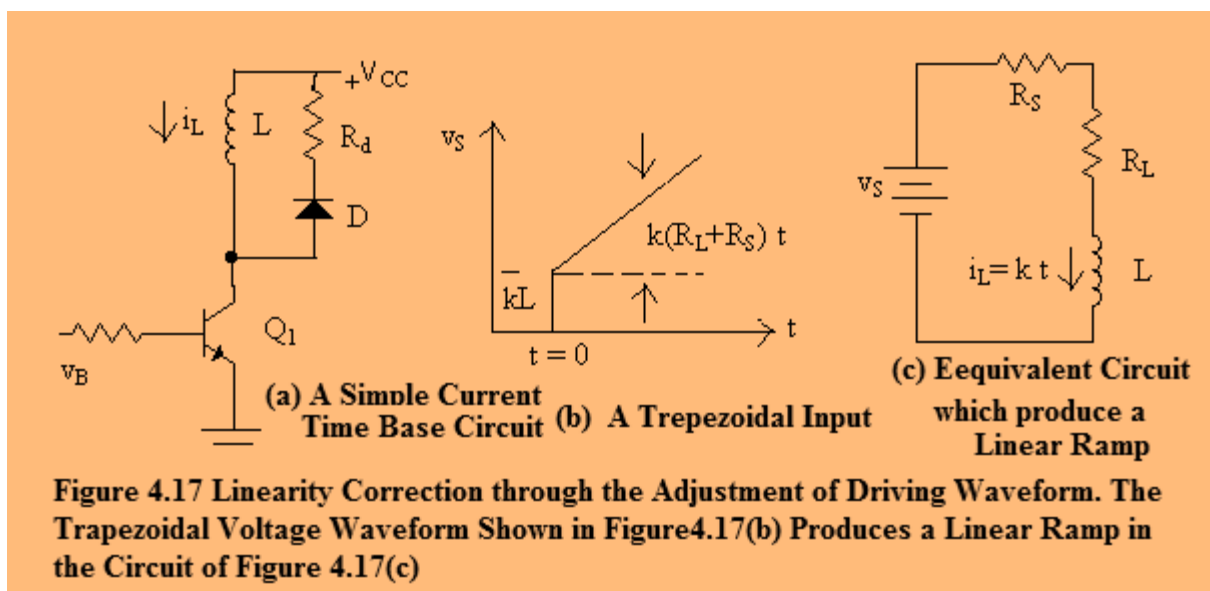 +VCC
iL
L
Rd
D
Q1
vB
(a) A Simple Current
Time Base Circuit
vS
k(RL+RS) t
kL
t
t = 0
(b) A Trepezoidal Input
RS
RL
vS
iL= k t
L
(c) Eequivalent Circuit
which produce a
Linear Ramp
Figure 4.17 Linearity Correction through the Adjustment of Driving Waveform. The
Trapezoidal Voltage Waveform Shown in Figure4.17(b) Produces a Linear Ramp in
the Circuit of Figure 4.17(c)